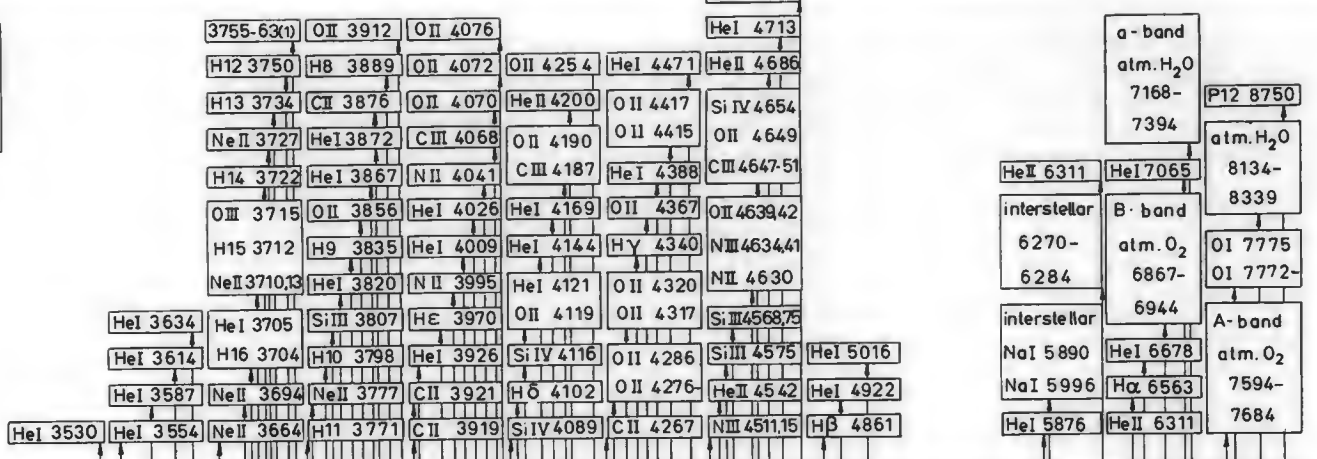 HeI 3530
HeI 3634
HeI 3614
HeI 3587
HeI 3554
3755-63(1)
H12 3750
H13 3734
NeII 3727
H14 3722
OIII 3715
H15 3712
NeII 3710,13
HeI 3705
H16 3704
NeII 3694
NeII 3664
OII 3912
H8 3889
CII 3876
HeI 3872
HeI 3867
OII 3856
H9 3835
HeI 3820
SiIII 3807
H10 3798
NeII 3777
H11 3771
OII 4076
OII 4072
OII 4070
CIII 4068
NII 4041
HeI 4026
HeI 4009
NII 3995
Hε 3970
HeI 3926
CII 3921
CII 3919
OII 4254
HeII 4200
OII 4190
CIII 4187
HeI 4169
HeI 4144
HeI 4121
OII 4119
SiIV 4116
Hδ 4102
SiIV 4089
HeI 4471
OII 4417
OII 4415
HeI 4388
OII 4367
Hγ 4340
OII 4320
OII 4317
OII 4286
OII 4276-
CII 4267
HeI 4713
HeII 4686
SiIV 4654
OII 4649
CIII 4647-51
OII 4639,42
NIII 4634,41
NII 4630
SiIII 4568,75
SiIII 4575
HeII 4542
NIII 4511,15
HeI 5016
HeI 4922
Hβ 4861
HeII 6311
interstellar
6270-
6284
interstellar
NaI 5890
NaI 5996
HeI 5876
a-band
atm. H₂O
7168-
7394
HeI 7065
B-band
atm. O₂
6867-
6944
HeI 6678
Hα 6563
HeII 6311
P12 8750
atm. H₂O
8134-
8339
OI 7775
OI 7772-
A-band
atm. O₂
7594-
7684